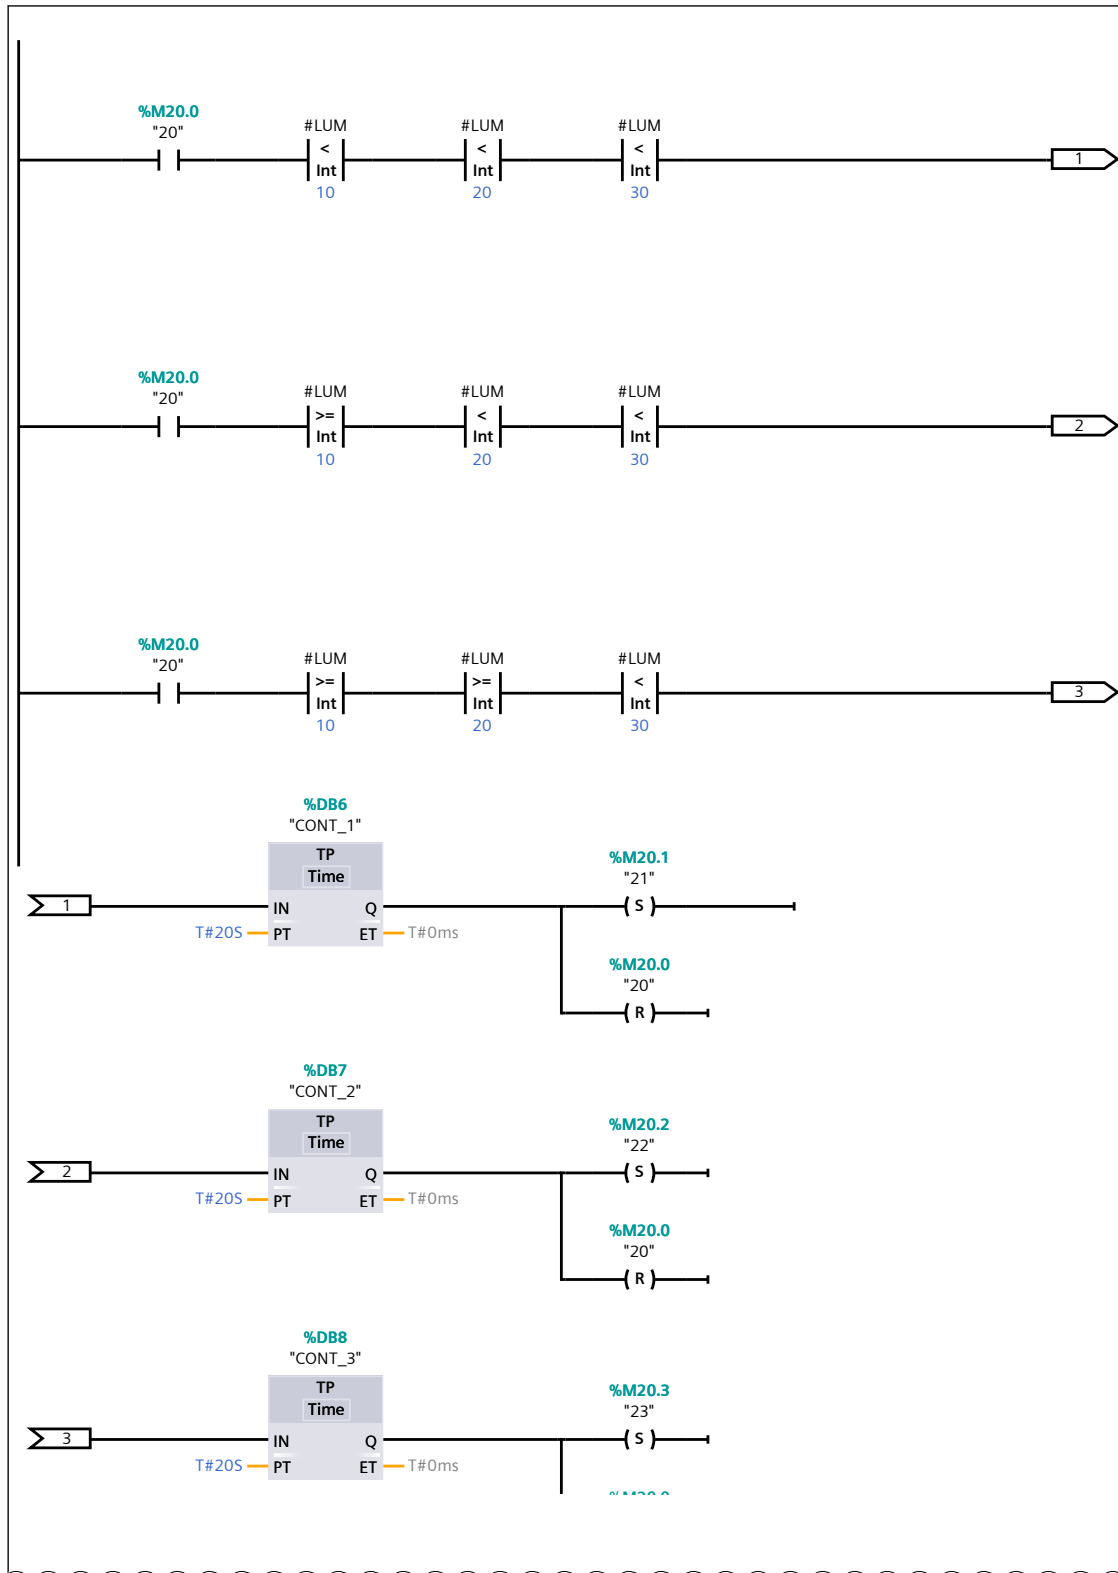 %M20.0
"20"
#LUM
#LUM
#LUM
<
<
<
Int
Int
Int
10
20
30
1
%M20.0
"20"
#LUM
#LUM
#LUM
>=
<
<
Int
Int
Int
10
20
30
2
%M20.0
"20"
#LUM
#LUM
#LUM
>=
>=
<
Int
Int
Int
10
20
30
3
%DB6
"CONT_1"
TP
Time
%M20.1
"21"
1
IN
Q
S
T#20S
PT
ET
T#0ms
%M20.0
"20"
R
%DB7
"CONT_2"
TP
Time
%M20.2
"22"
2
IN
Q
S
T#20S
PT
ET
T#0ms
%M20.0
"20"
R
%DB8
"CONT_3"
TP
Time
%M20.3
"23"
3
IN
Q
S
T#20S
PT
ET
T#0ms